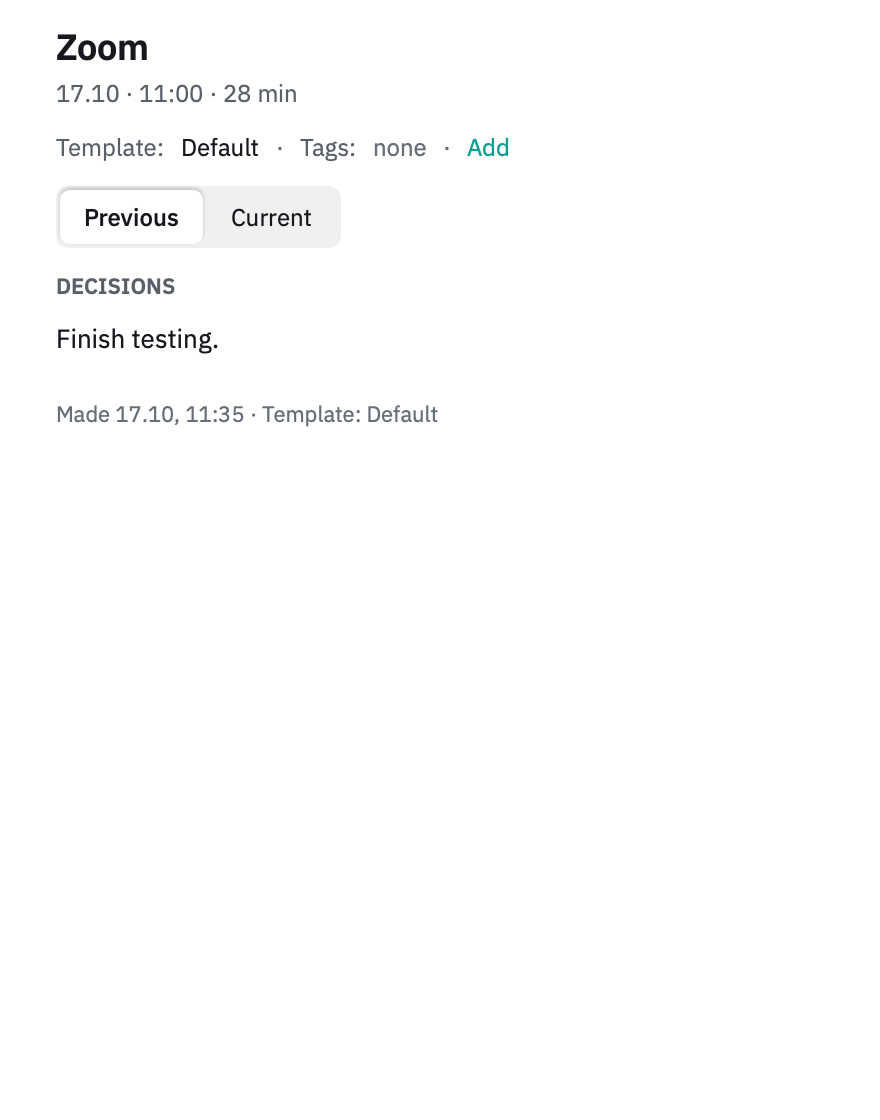 Zoom
17.10 · 11:00 · 28 min
Template: Default · Tags: none · Add
Previous Current
DECISIONS
Finish testing.
Made 17.10, 11:35 · Template: Default